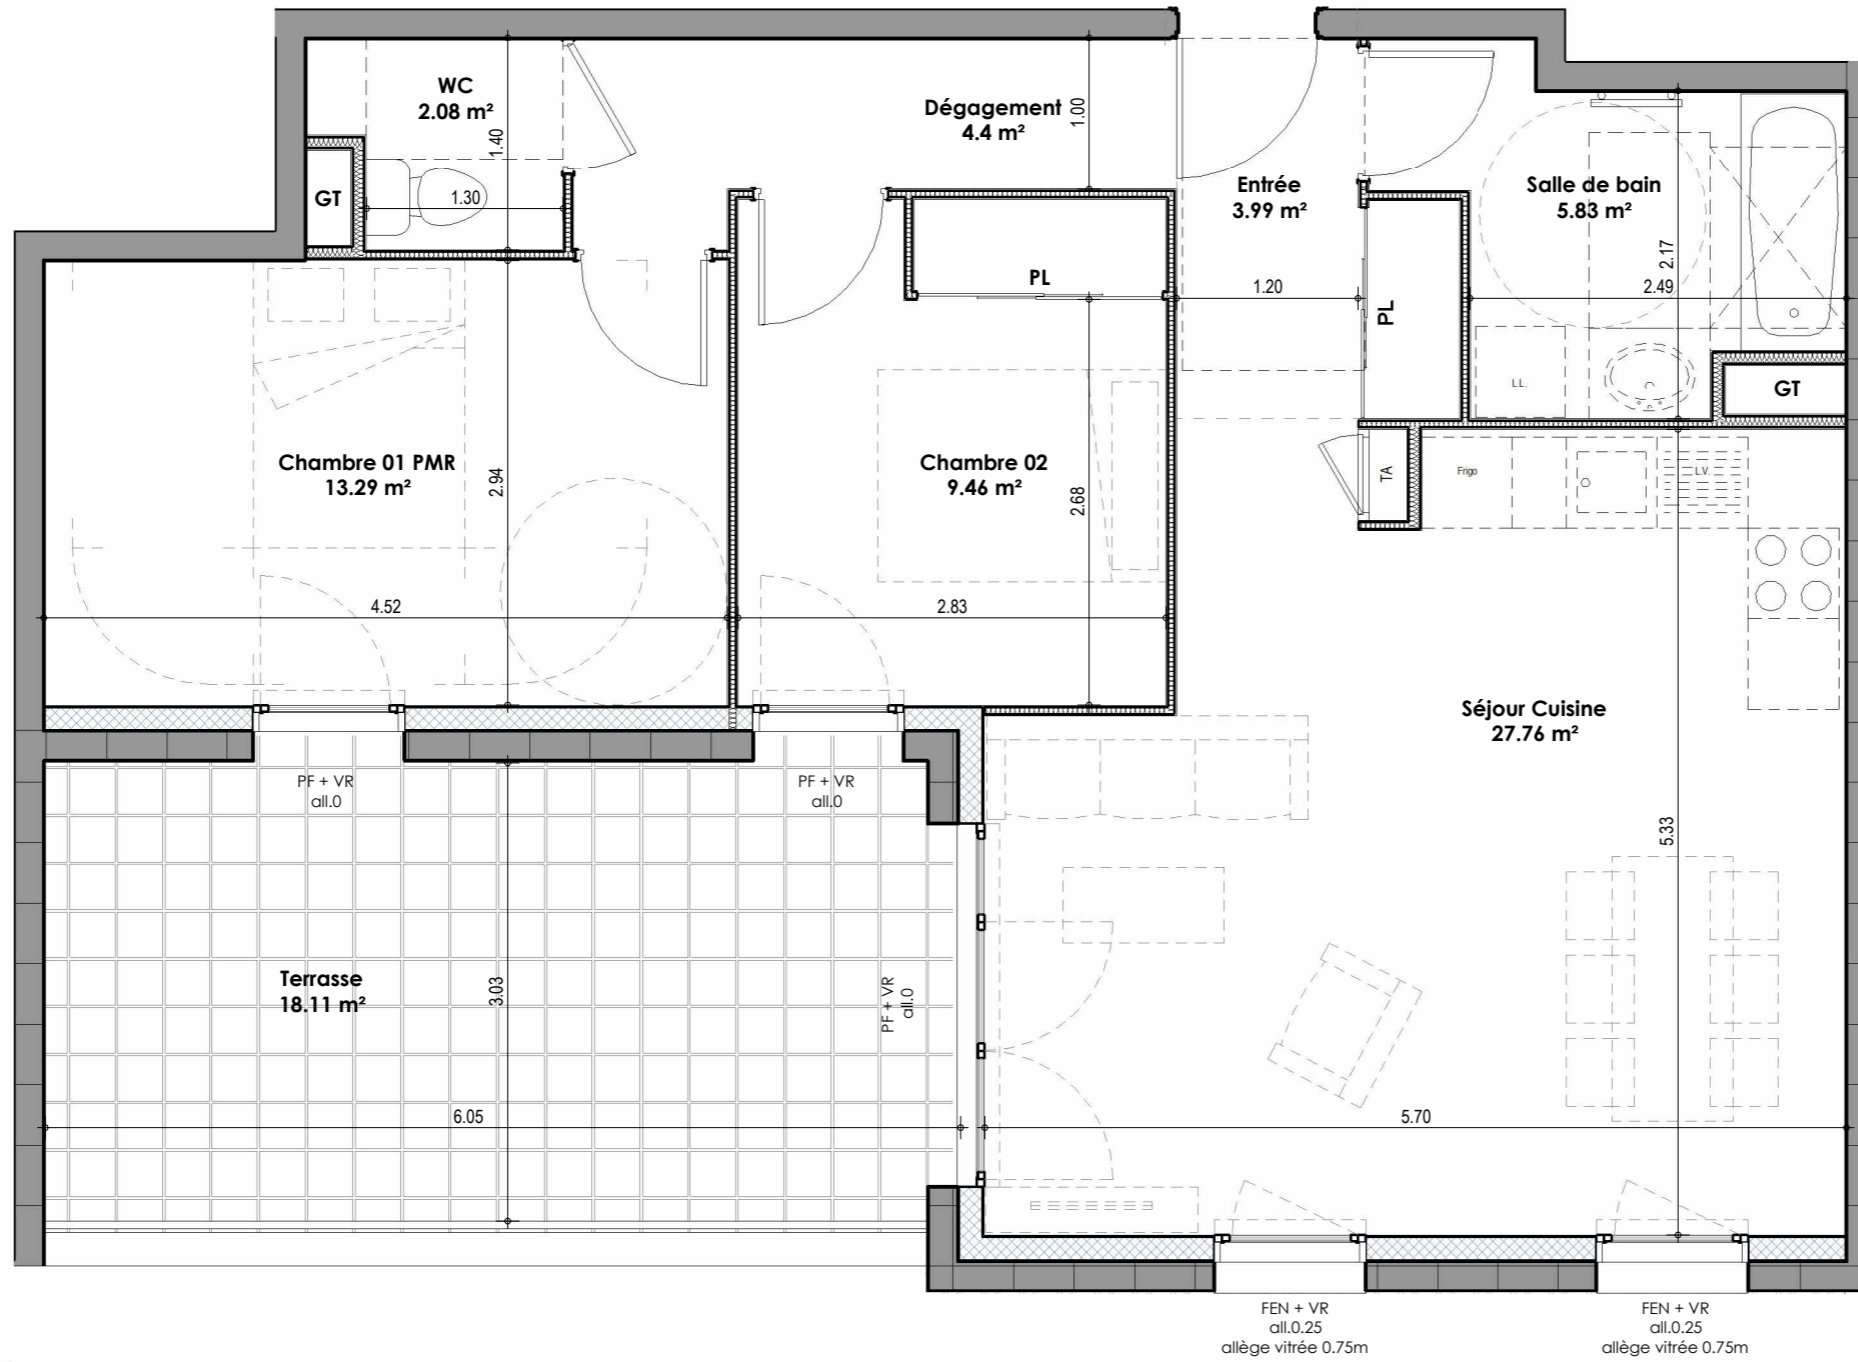 WC
2.08 m²
1.40
1.30
GT
Dégagement
4.4 m²
1.00
Entrée
3.99 m²
1.20
Salle de bain
5.83 m²
2.17
2.49
PL
PL
L.L.
GT
Chambre 01 PMR
13.29 m²
2.94
4.52
Chambre 02
9.46 m²
2.68
2.83
TA
Frigo
L.V
Séjour Cuisine
27.76 m²
5.33
5.70
PF + VR
all.0
PF + VR
all.0
PF + VR
all.0
Terrasse
18.11 m²
3.03
6.05
FEN + VR
all.0.25
allège vitrée 0.75m
FEN + VR
all.0.25
allège vitrée 0.75m